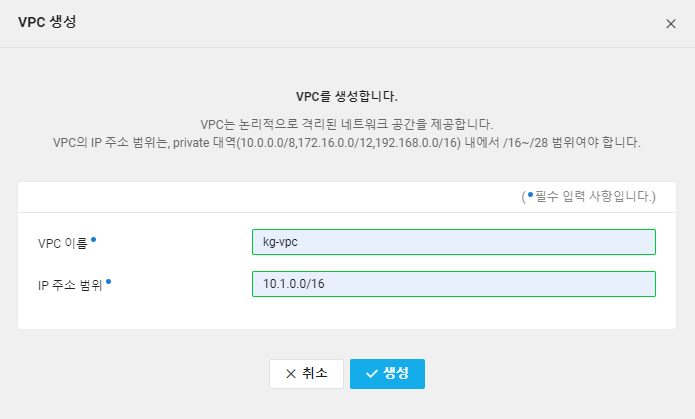 VPC 생성
VPC를 생성합니다.
VPC는 논리적으로 격리된 네트워크 공간을 제공합니다.
VPC의 IP 주소 범위는, private 대역(10.0.0.0/8,172.16.0.0/12,192.168.0.0/16) 내에서 /16~/28 범위여야 합니다.
(•필수 입력 사항입니다.)
VPC 이름• kg-vpc
IP 주소 범위• 10.1.0.0/16
취소 생성